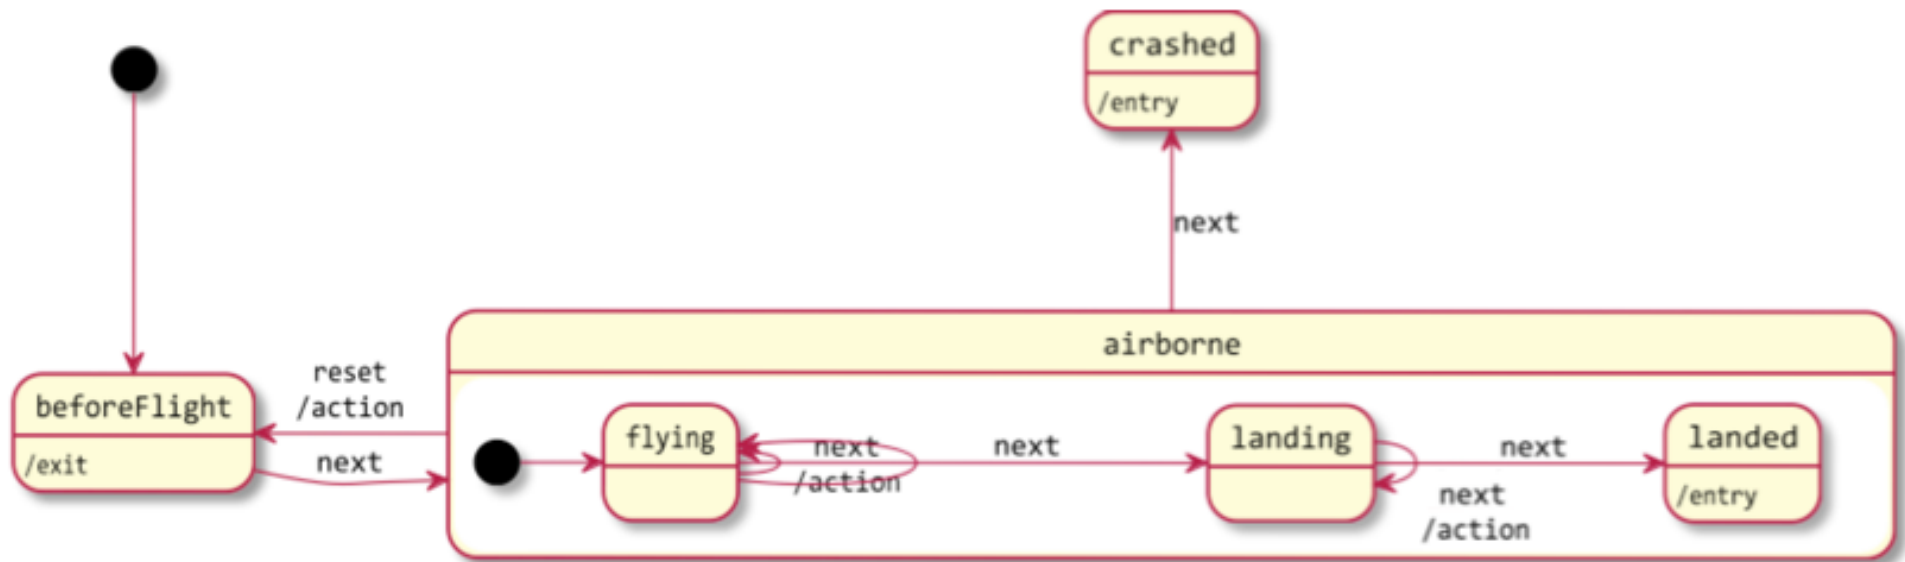 crashed
/entry
next
airborne
reset
/action
beforeFlight
/exit
next
flying
next
/action
next
landing
next
next
/action
landed
/entry